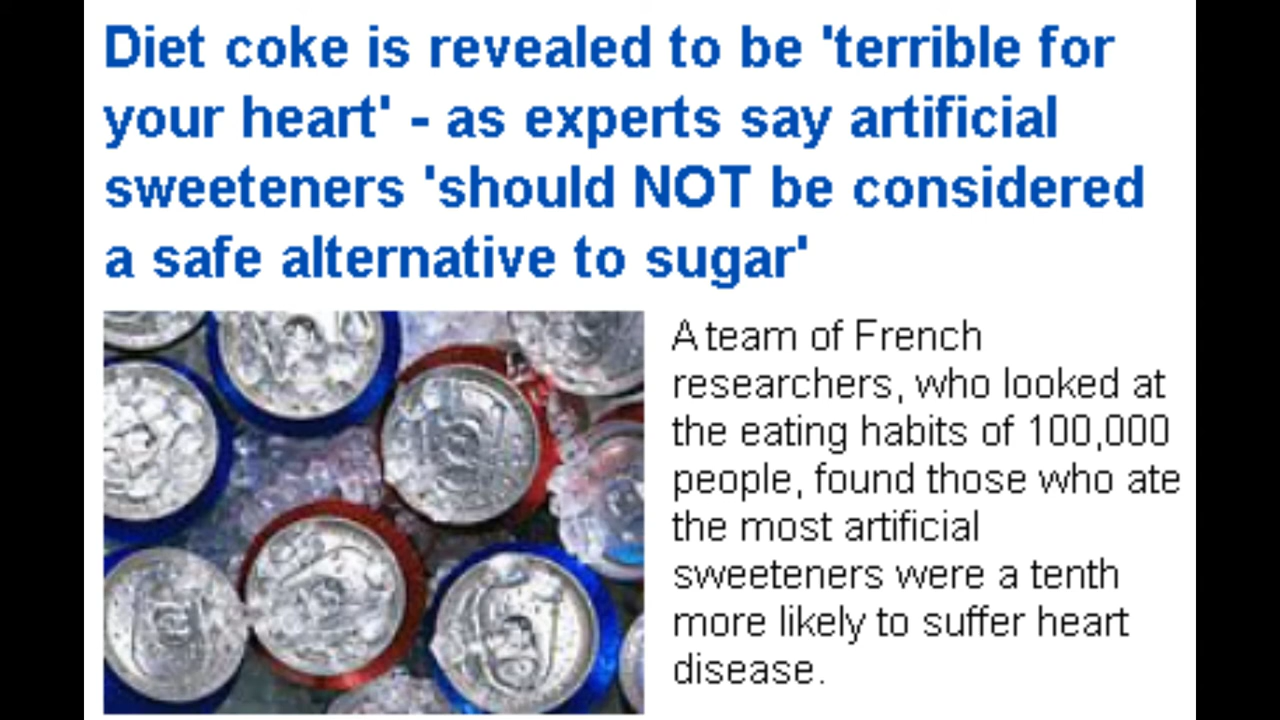 Diet coke is revealed to be 'terrible for
your heart' - as experts say artificial
sweeteners 'should NOT be considered
a safe alternative to sugar'
A team of French
researchers, who looked at
the eating habits of 100,000
people, found those who ate
the most artificial
sweeteners were a tenth
more likely to suffer heart
disease.